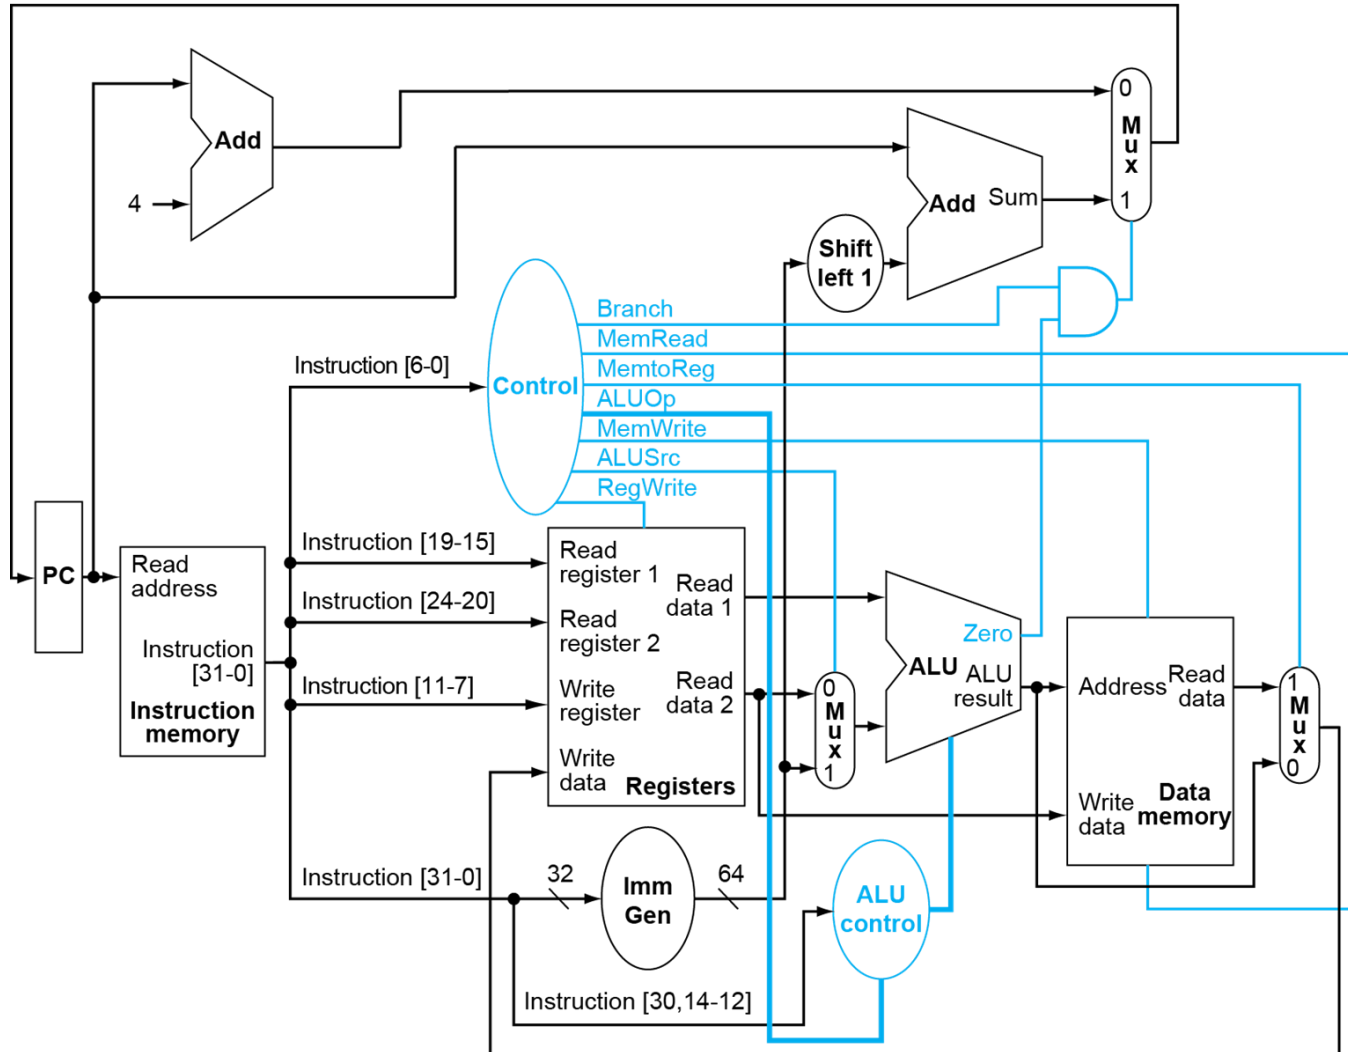 0
M
u
x
1
Add
4
Add Sum
Shift
left 1
Branch
MemRead
MemtoReg
ALUOp
MemWrite
ALUSrc
RegWrite
Instruction [6-0]
Control
PC
Read
address
Instruction
[31-0]
Instruction
memory
Instruction [19-15]
Instruction [24-20]
Instruction [11-7]
Instruction [31-0]
Read
register 1
Read
register 2
Write
register
Write
data
Read
data 1
Read
data 2
Registers
0
M
u
x
1
Zero
ALU
ALU
result
Address
Read
data
Write
data
Data
memory
1
M
u
x
0
32
Imm
Gen
64
ALU
control
Instruction [30,14-12]